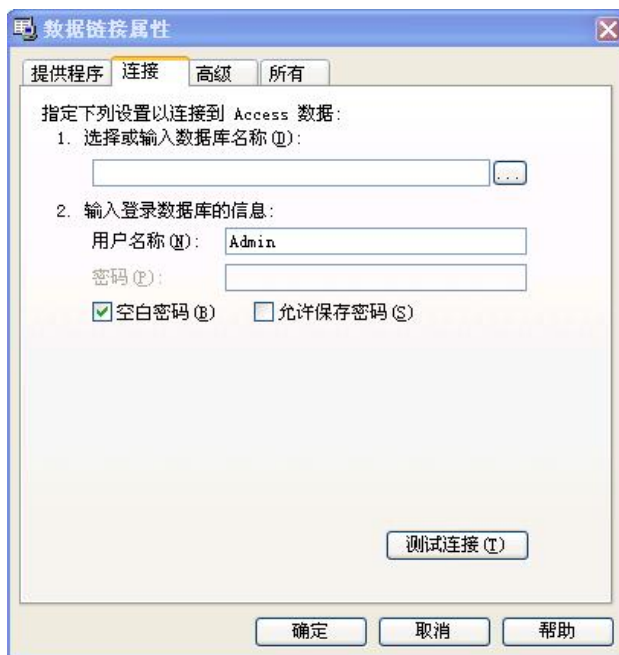 数据链接属性
提供程序 连接 高级 所有
指定下列设置以连接到 Access 数据:
1. 选择或输入数据库名称(D):
...
2. 输入登录数据库的信息:
用户名称(N): Admin
密码(P):
空白密码(B) 允许保存密码(S)
测试连接(T)
确定 取消 帮助